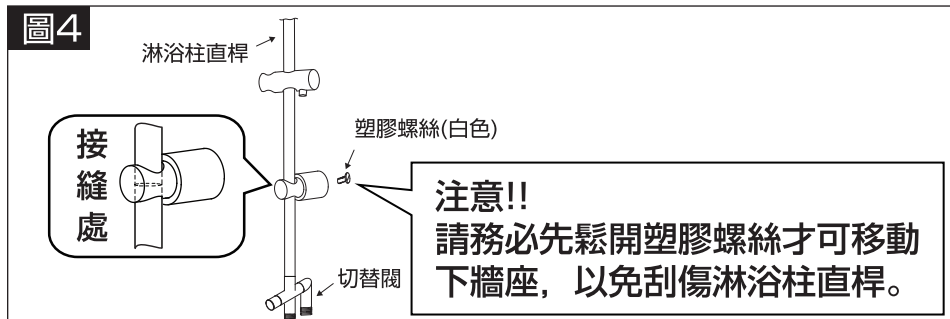 圖4
淋浴柱直桿
接縫處
塑膠螺絲(白色)
注意!!
請務必先鬆開塑膠螺絲才可移動
下牆座，以免刮傷淋浴柱直桿。
切替閥